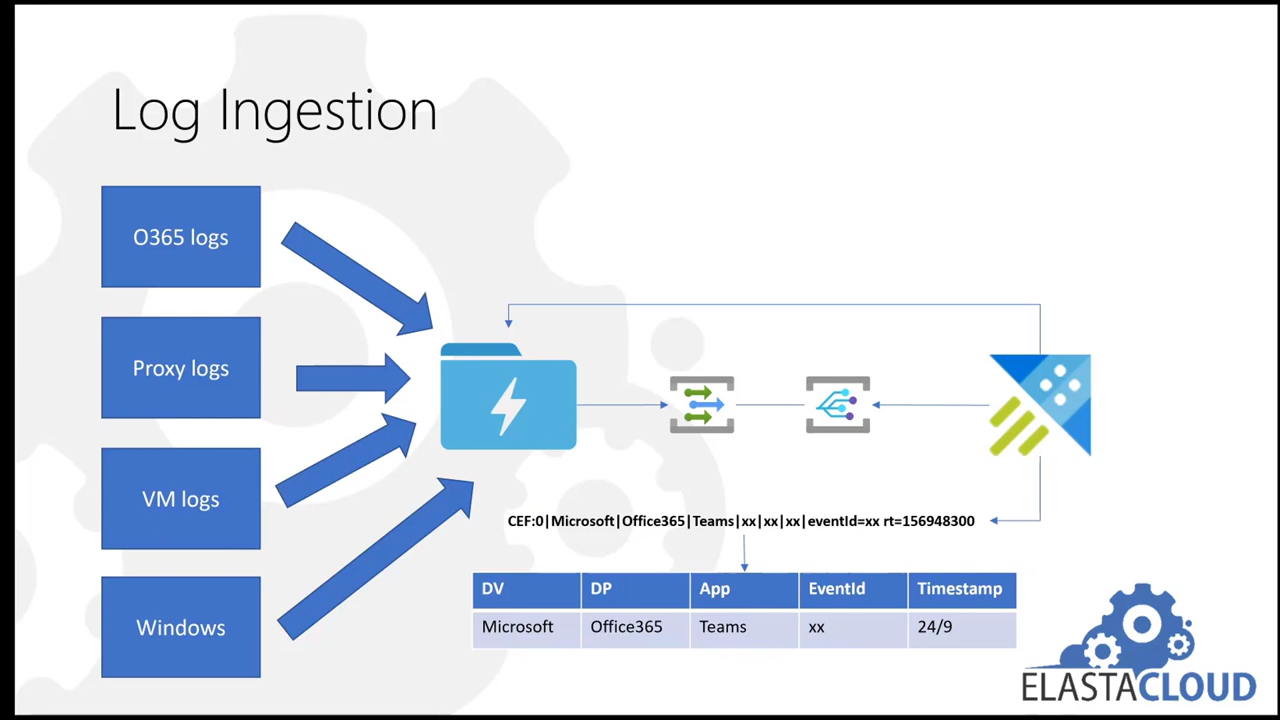 Log Ingestion
O365 logs
Proxy logs
VM logs
Windows
CEF:0|Microsoft|Office365|Teams|xx|xx|xx|eventId=xx rt=156948300
DV DP App EventId Timestamp
Microsoft Office365 Teams xx 24/9
ELASTACLOUD